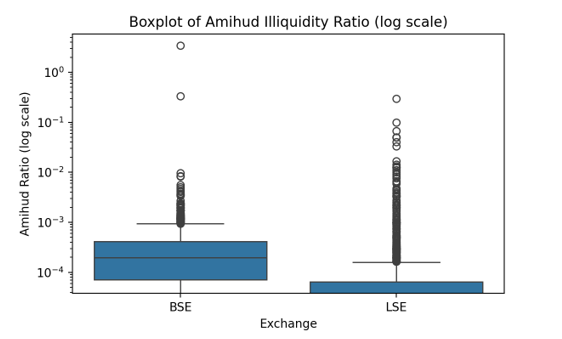 Boxplot of Amihud Illiquidity Ratio (log scale)
Amihud Ratio (log scale)
10⁰
10⁻¹
10⁻²
10⁻³
10⁻⁴
BSE
LSE
Exchange